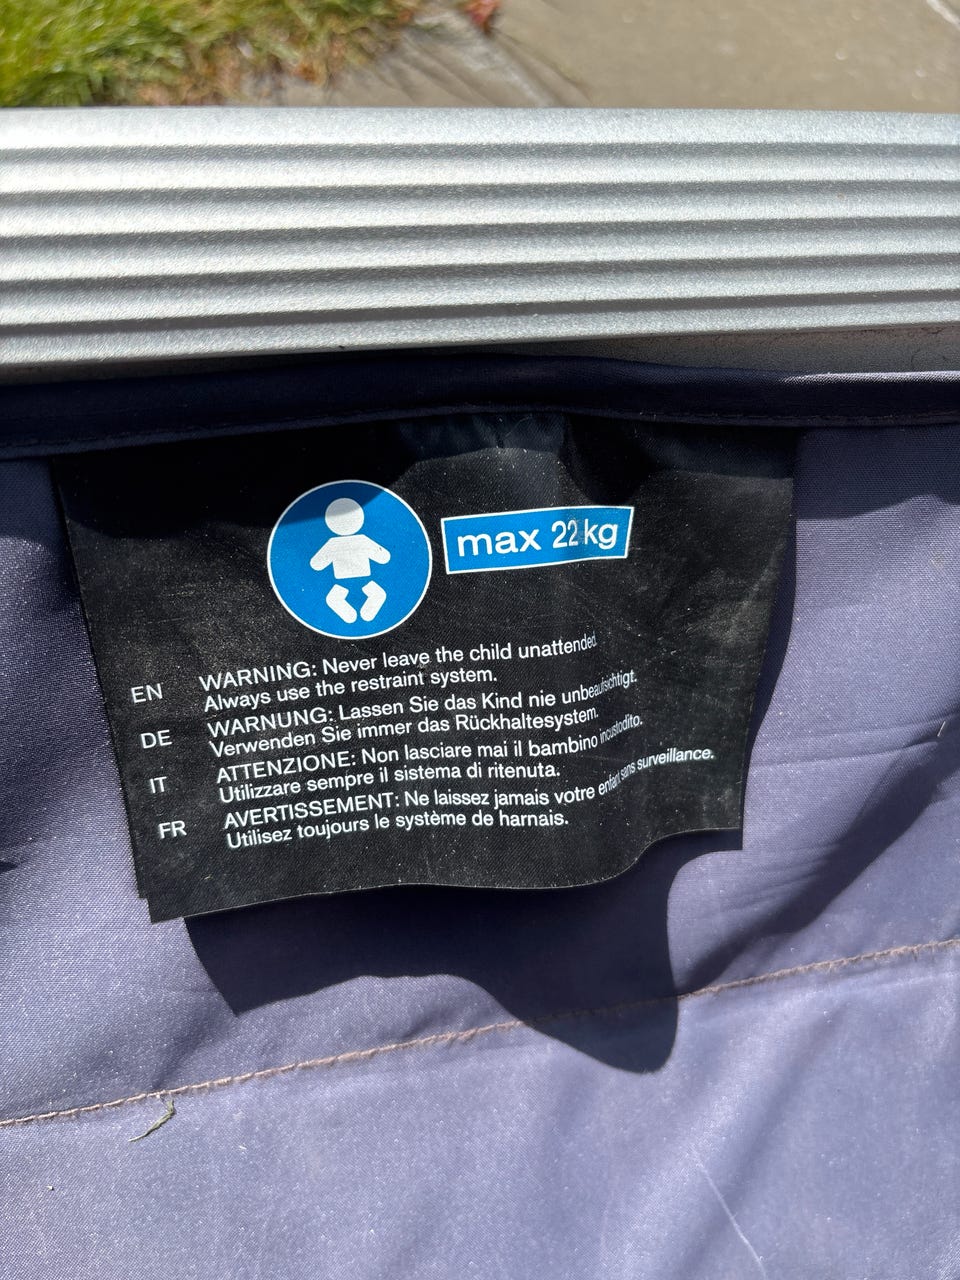 max 22 kg
EN WARNING: Never leave the child unattended.
Always use the restraint system.
DE WARNUNG: Lassen Sie das Kind nie unbeaufsichtigt.
Verwenden Sie immer das Rückhaltesystem.
IT ATTENZIONE: Non lasciare mai il bambino incustodito.
Utilizzare sempre il sistema di ritenuta.
FR AVERTISSEMENT: Ne laissez jamais votre enfant sans surveillance.
Utilisez toujours le système de harnais.